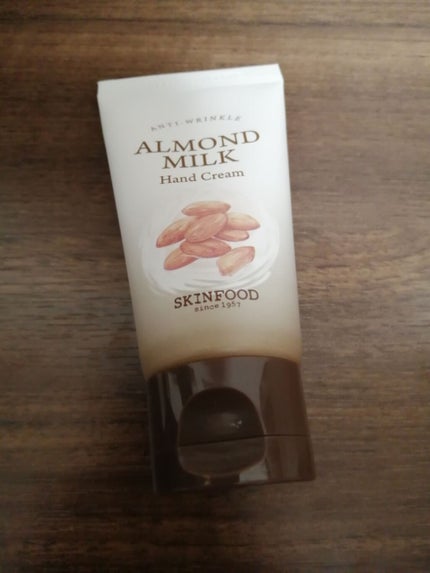 ANTI-WRINKLE
ALMOND
MILK
Hand Cream
SKINFOOD
since 1957